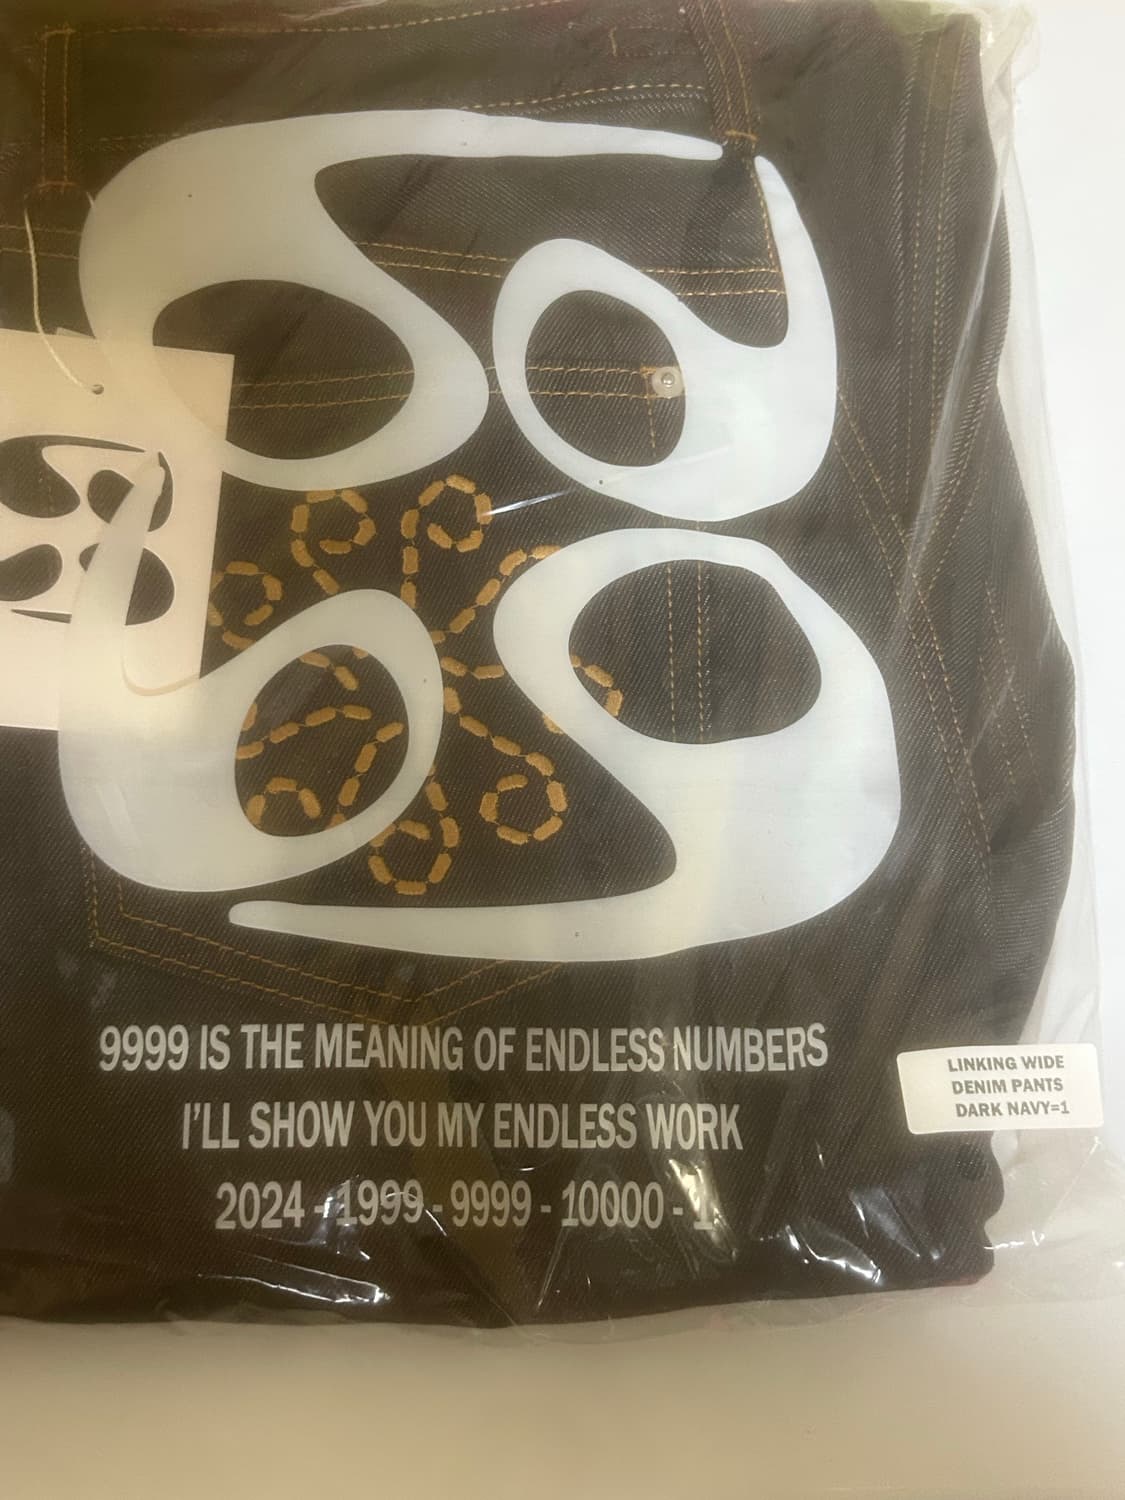 9999 IS THE MEANING OF ENDLESS NUMBERS
I'LL SHOW YOU MY ENDLESS WORK
2024 - 1999 - 9999 - 10000 - 1
LINKING WIDE
DENIM PANTS
DARK NAVY=1